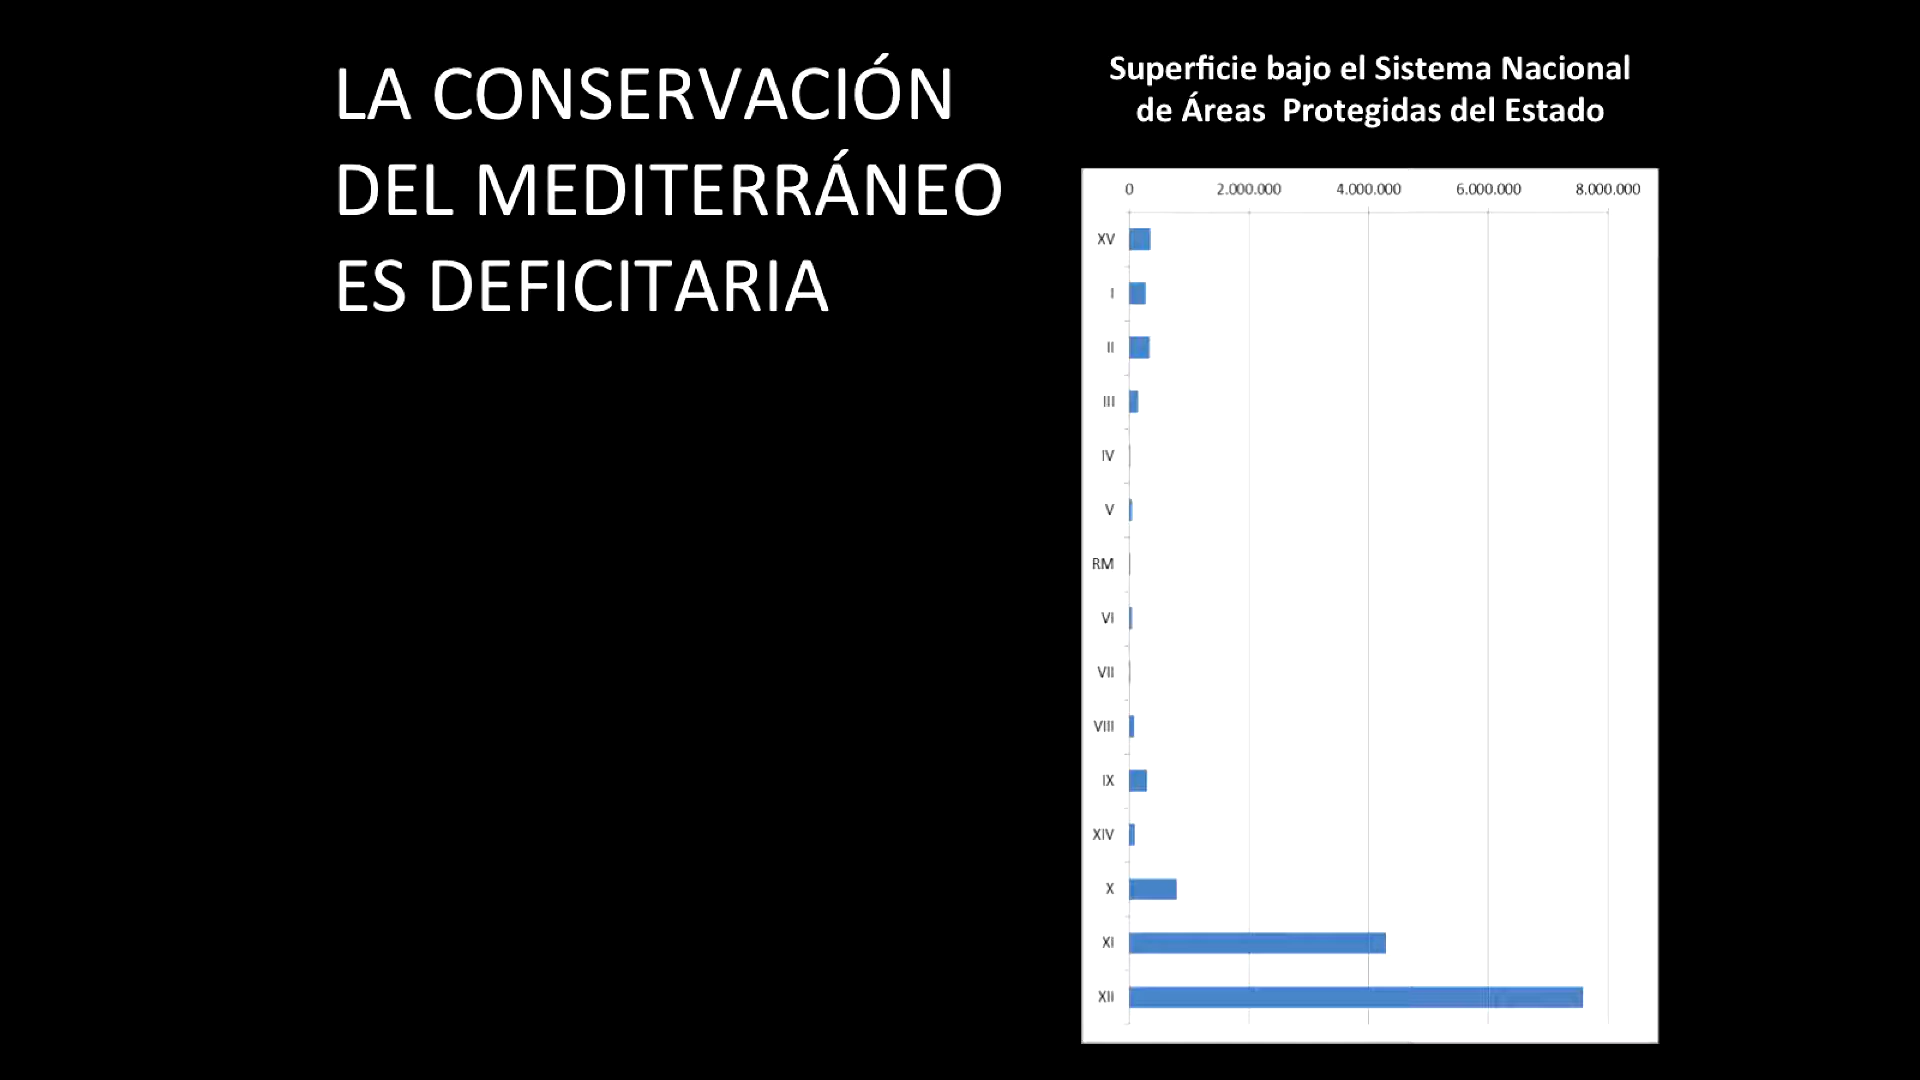 LA CONSERVACIÓN
DEL MEDITERRÁNEO
ES DEFICITARIA
Superficie bajo el Sistema Nacional
de Áreas Protegidas del Estado
0 2.000.000 4.000.000 6.000.000 8.000.000
XV
I
II
III
IV
V
RM
VI
VII
VIII
IX
XIV
X
XI
XII